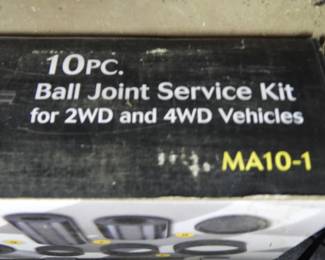 10PC.
Ball Joint Service Kit
for 2WD and 4WD Vehicles
MA10-1